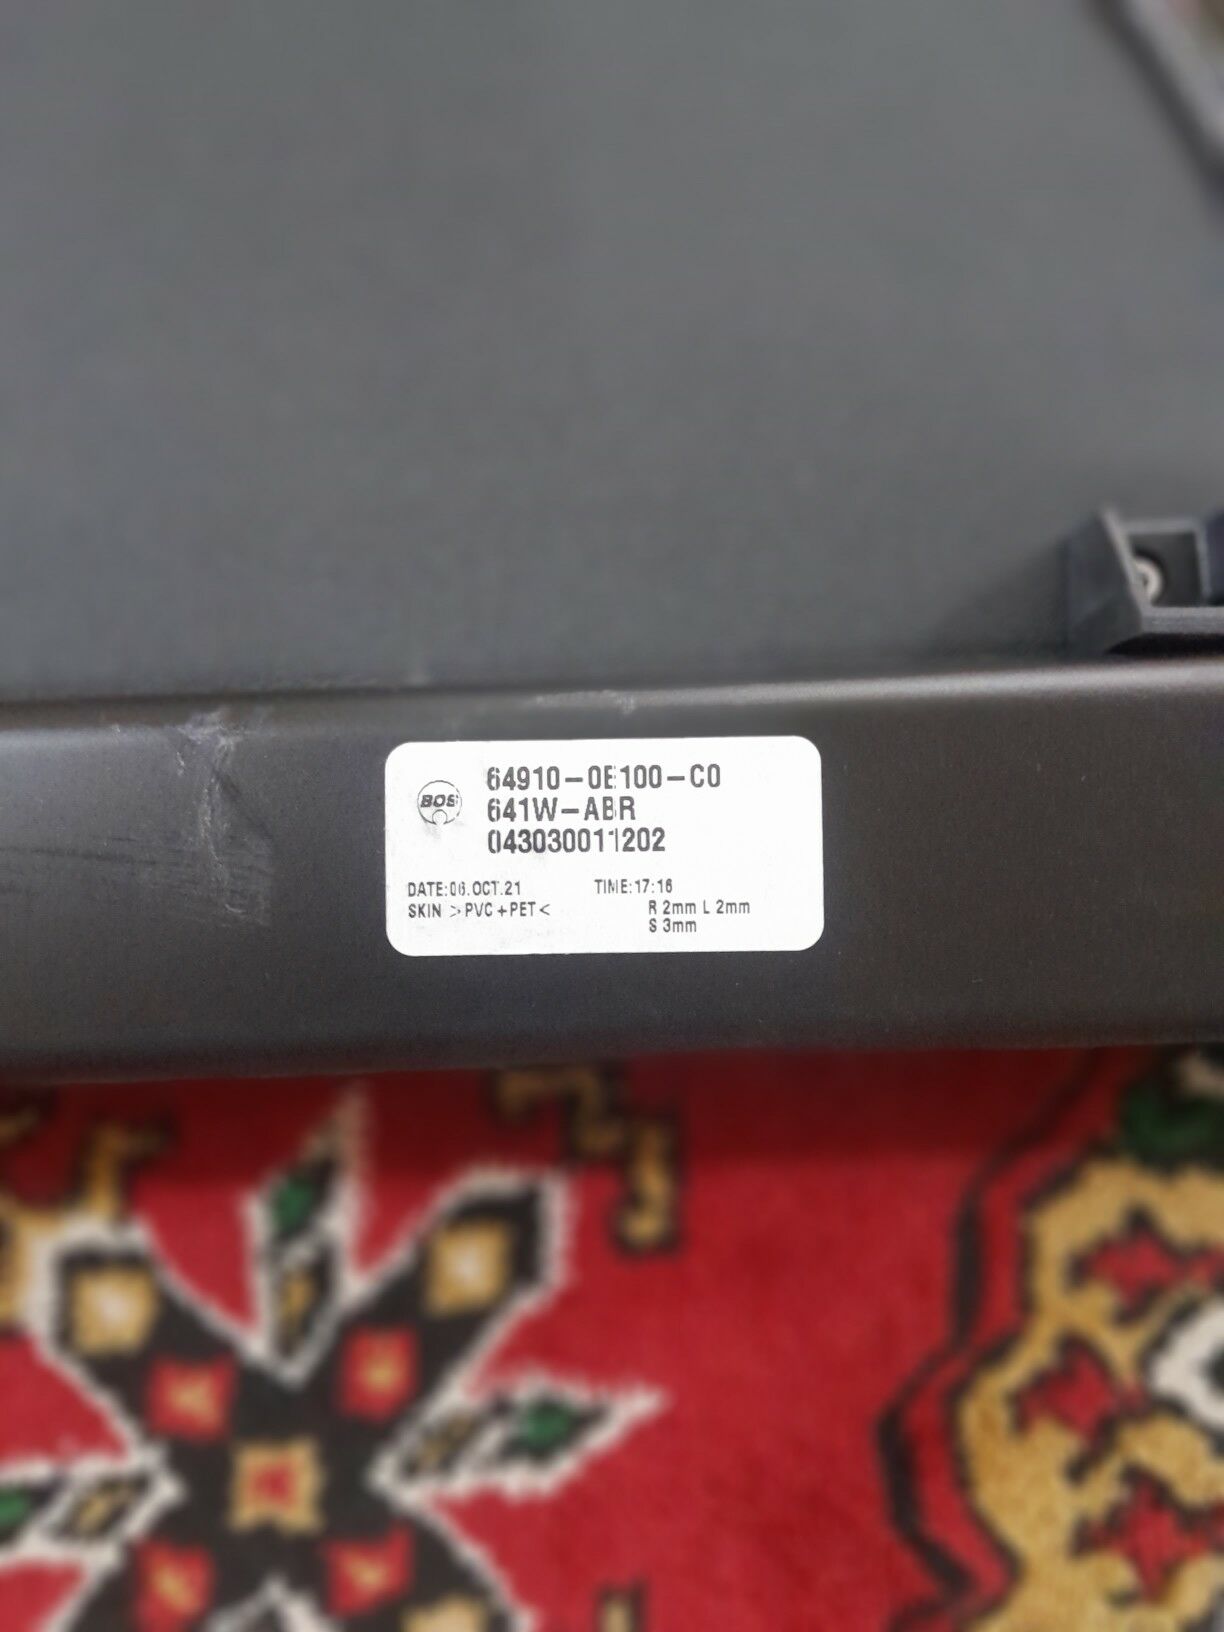 BOS
64910-0E100-C0
641W-ABR
043030011202
DATE:06.OCT.21 TIME:17:16
SKIN >PVC+PET< R 2mm L 2mm
S 3mm